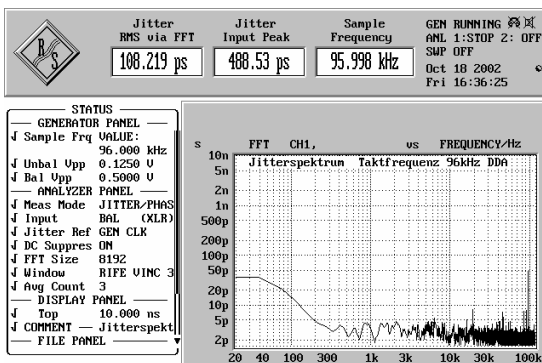 R S
Jitter RMS via FFT
108.219 ps
Jitter Input Peak
488.53 ps
Sample Frequency
95.998 kHz
GEN RUNNING
ANL 1:STOP 2: OFF
SWP OFF
Oct 18 2002
Fri 16:36:25
STATUS
GENERATOR PANEL
Sample Frq VALUE:
96.000 kHz
Unbal Vpp 0.1250 V
Bal Vpp 0.5000 V
ANALYZER PANEL
Meas Mode JITTER/PHAS
Input BAL (XLR)
Jitter Ref GEN CLK
DC Suppres ON
FFT Size 8192
Window RIFE VINC 3
Avg Count 3
DISPLAY PANEL
Top 10.000 ns
COMMENT — Jitterspekt
FILE PANEL
s FFT CH1, vs FREQUENCY/Hz
Jitterspektrum Taktfrequenz 96kHz DDA
10n
5n
2n
1n
500p
200p
100p
50p
20p
10p
5p
2p
20 40 100 300 1k 3k 10k 30k 100k